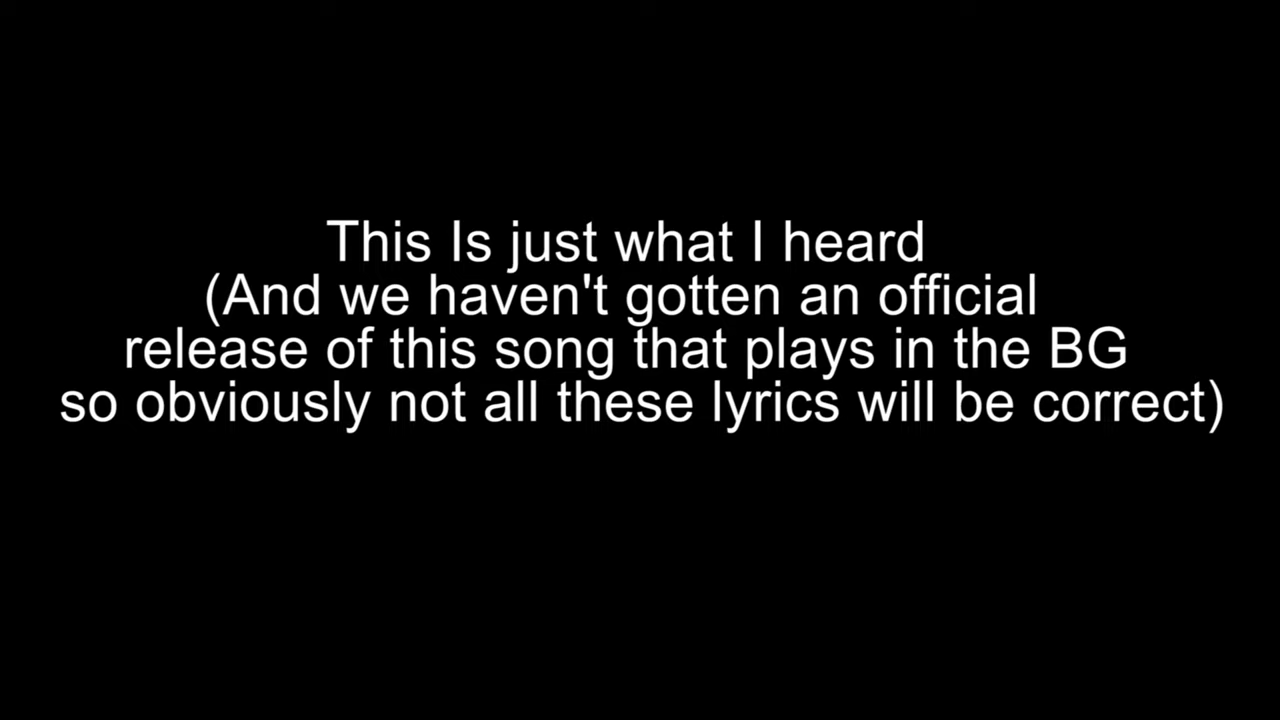 This Is just what I heard
(And we haven't gotten an official
release of this song that plays in the BG
so obviously not all these lyrics will be correct)